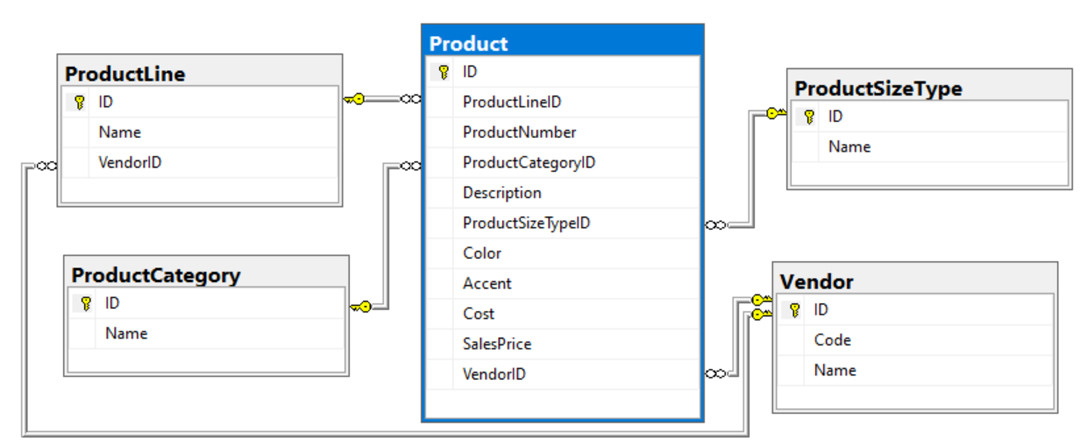 ProductLine
ID
Name
VendorID
ProductCategory
ID
Name
Product
ID
ProductLineID
ProductNumber
ProductCategoryID
Description
ProductSizeTypeID
Color
Accent
Cost
SalesPrice
VendorID
ProductSizeType
ID
Name
Vendor
ID
Code
Name